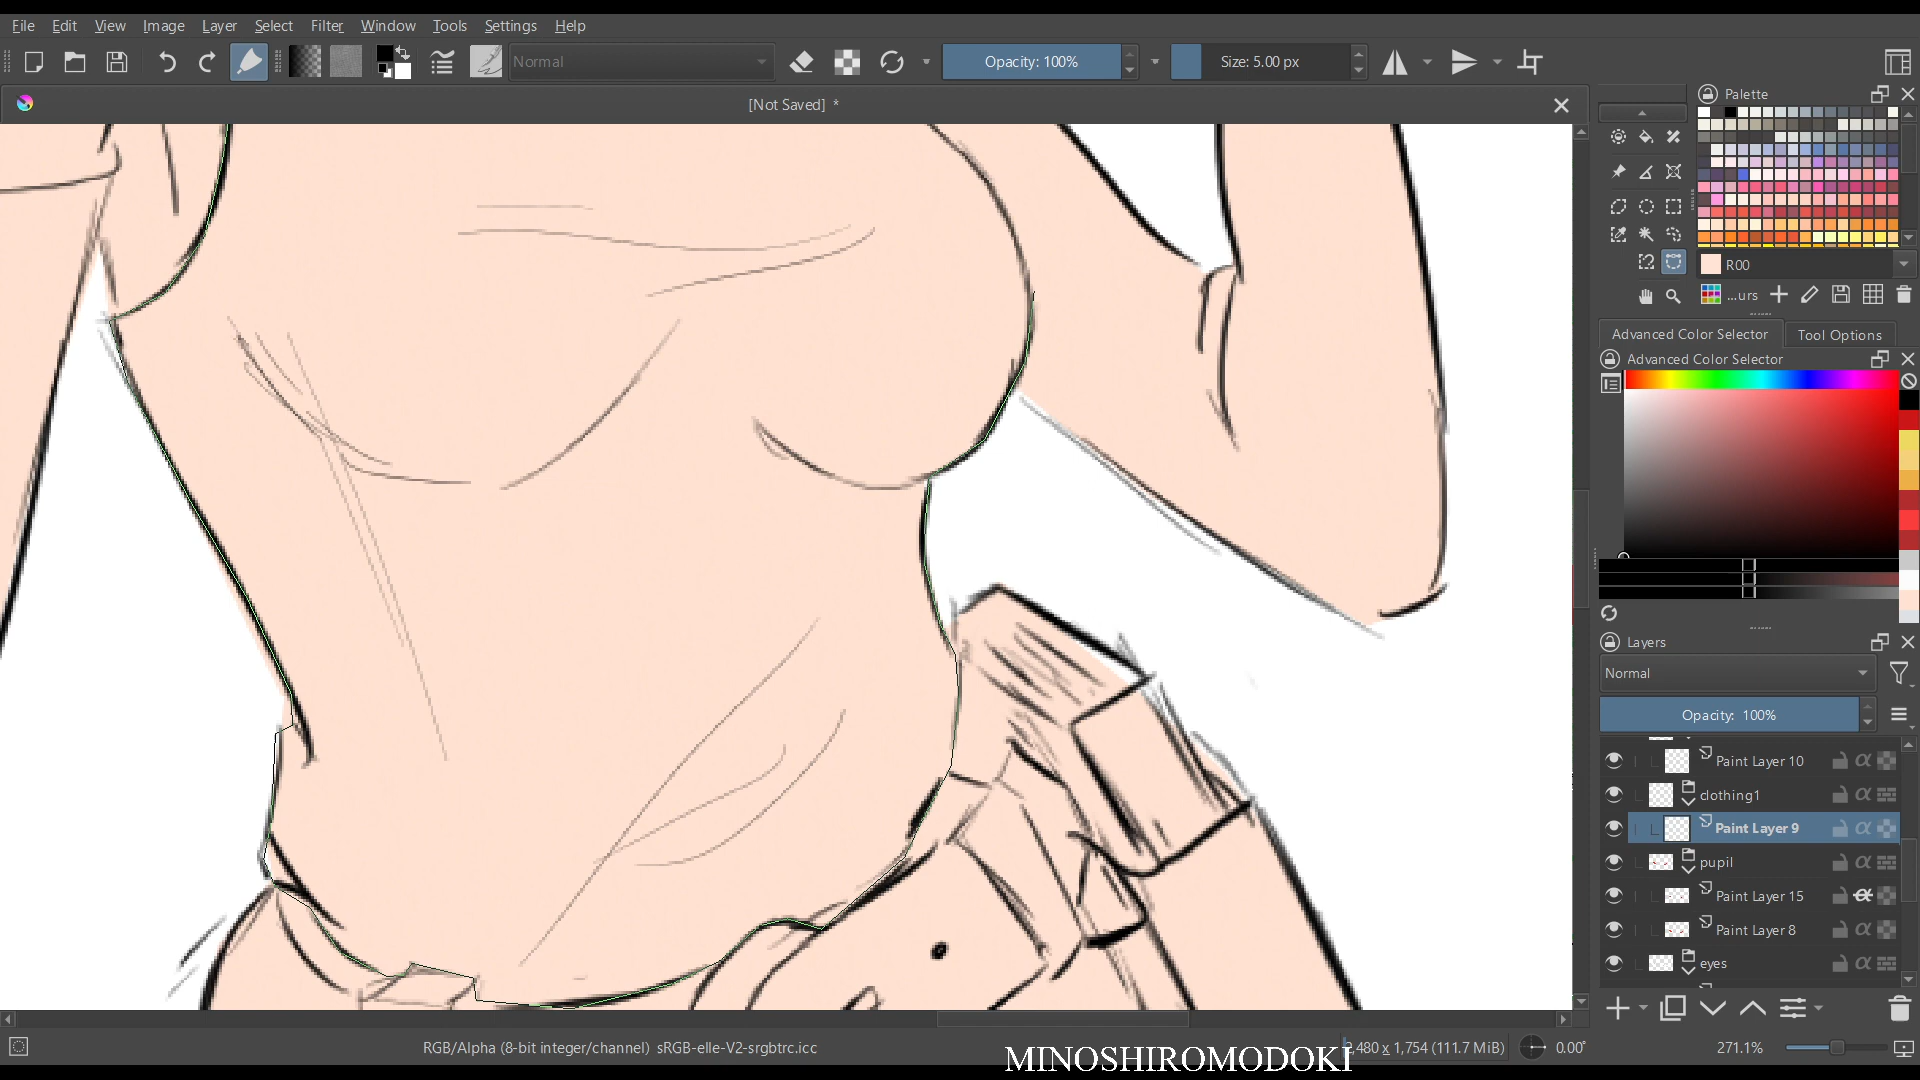 File Edit View Image Layer Select Filter Layer Window Tools Settings Help
Normal
Opacity: 100%
Size: 5.00 px
[Not Saved] *
Palette
R00
...urs
Advanced Color Selector
Tool Options
Advanced Color Selector
Layers
Normal
Opacity: 100%
Paint Layer 10
clothing1
Paint Layer 9
pupil
Paint Layer 15
Paint Layer 8
eyes
RGB/Alpha (8-bit integer/channel) sRGB-elle-V2-srgbtrc.icc
MINOSHIROMODOKI
,480 x 1,754 (111.7 MiB)
0.00°
271.1%